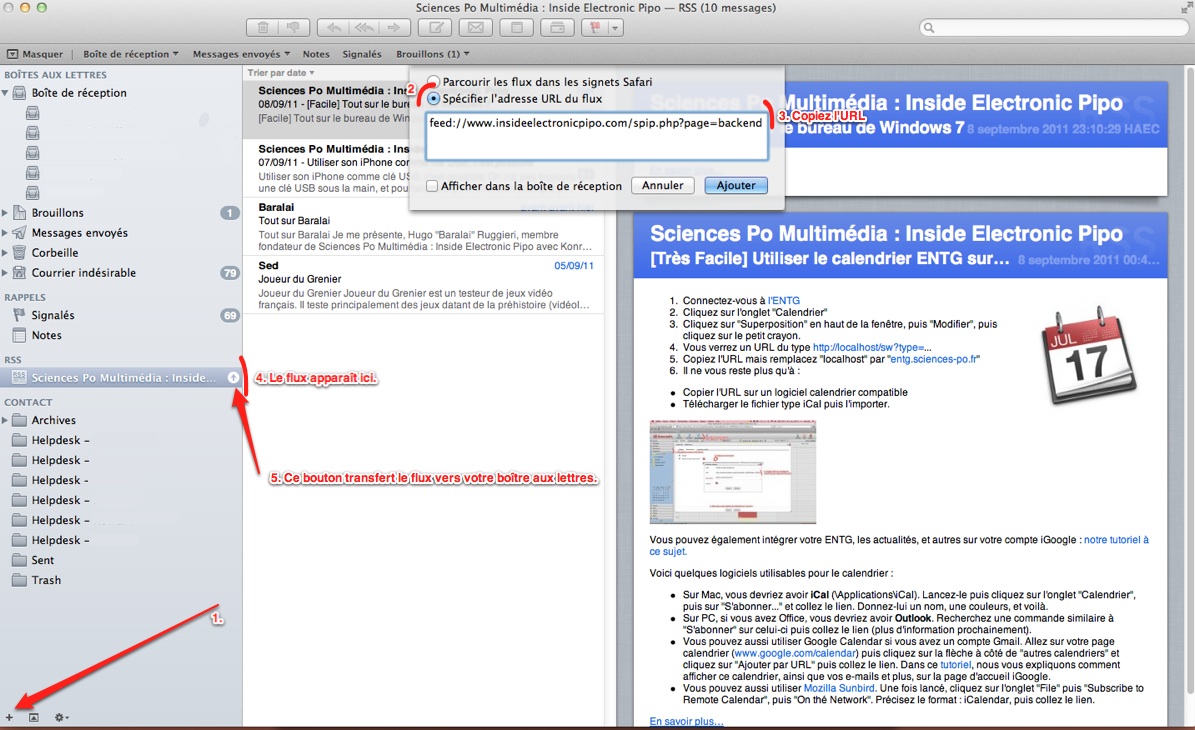 Sciences Po Multimédia : Inside Electronic Pipo — RSS (10 messages)
Masquer
Boîte de réception
Messages envoyés
Notes
Signalés
Brouillons (1)
BOÎTES AUX LETTRES
Boîte de réception
Brouillons
1
Messages envoyés
Corbeille
Courrier indésirable
79
RAPPELS
Signalés
69
Notes
RSS
Sciences Po Multimédia : Inside...
CONTACT
Archives
Helpdesk –
Helpdesk –
Helpdesk -
Helpdesk –
Helpdesk –
Helpdesk –
Sent
Trash
1.
Trier par date
Sciences Po Multimédia : Ins
08/09/11 - [Facile] Tout sur le bur
[Facile] Tout sur le bureau de Win
Sciences Po Multimédia : Ins
07/09/11 - Utiliser son iPhone con
Utiliser son iPhone comme clé USB
une clé USB sous la main, et pou
Baralai
Tout sur Baralai
Tout sur Baralai Je me présente, Hugo "Baralai" Ruggieri, membre
fondateur de Sciences Po Multimédia : Inside Electronic Pipo avec Konr...
Sed
05/09/11
Joueur du Grenier
Joueur du Grenier Joueur du Grenier est un testeur de jeux vidéo
français. Il teste principalement des jeux datant de la préhistoire (vidéol...
4. Le flux apparaît ici.
5. Ce bouton transfert le flux vers votre boître aux lettres.
2
Parcourir les flux dans les signets Safari
Spécifier l'adresse URL du flux
feed://www.insideelectronicpipo.com/spip.php?page=backend
3. Copiez l'URL
Afficher dans la boîte de réception
Annuler
Ajouter
Multimédia : Inside Electronic Pipo
e bureau de Windows 7
8 septembre 2011 23:10:29 HAEC
Sciences Po Multimédia : Inside Electronic Pipo
[Très Facile] Utiliser le calendrier ENTG sur...
8 septembre 2011 00:4...
RSS
1. Connectez-vous à l'ENTG
2. Cliquez sur l'onglet "Calendrier"
3. Cliquez sur "Superposition" en haut de la fenêtre, puis "Modifier", puis
cliquez sur le petit crayon.
4. Vous verrez un URL du type http://localhost/sw?type=...
5. Copiez l'URL mais remplacez "localhost" par "entg.sciences-po.fr"
6. Il ne vous reste plus qu'à :
• Copier l'URL sur un logiciel calendrier compatible
• Télécharger le fichier type iCal puis l'importer.
JUL
17
Vous pouvez également intégrer votre ENTG, les actualités, et autres sur votre compte iGoogle : notre tutoriel à
ce sujet.
Voici quelques logiciels utilisables pour le calendrier :
• Sur Mac, vous devriez avoir iCal (\Applications\iCal). Lancez-le puis cliquez sur l'onglet "Calendrier",
puis sur "S'abonner..." et collez le lien. Donnez-lui un nom, une couleurs, et voilà.
• Sur PC, si vous avez Office, vous devriez avoir Outlook. Recherchez une commande similaire à
"S'abonner" sur celui-ci puis collez le lien (plus d'information prochainement).
• Vous pouvez aussi utiliser Google Calendar si vous avez un compte Gmail. Allez sur votre page
calendrier (www.google.com/calendar) puis cliquez sur la flèche à côté de "autres calendriers" et
cliquez sur "Ajouter par URL" puis collez le lien. Dans ce tutoriel, nous vous expliquons comment
afficher ce calendrier, ainsi que vos e-mails et plus, sur la page d'accueil iGoogle.
• Vous pouvez aussi utiliser Mozilla Sunbird. Une fois lancé, cliquez sur l'onglet "File" puis "Subscribe to
Remote Calendar", puis "On thé Network". Précisez le format : iCalendar, puis collez le lien.
En savoir plus...